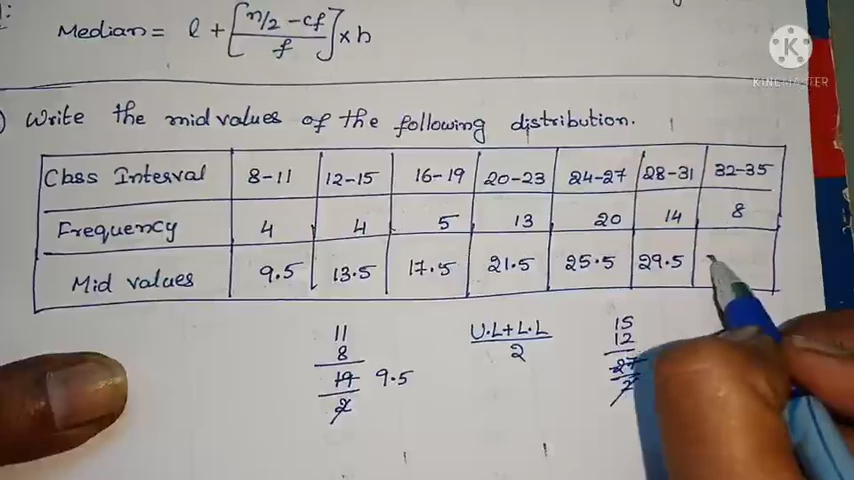 Median = l + [n/2 - cf / f] x h
K
KINEMASTER
) Write the mid values of the following distribution.
Class Interval 8-11 12-15 16-19 20-23 24-27 28-31 32-35
Frequency 4 4 5 13 20 14 8
Mid values 9.5 13.5 17.5 21.5 25.5 29.5
11
8
19
2
9.5
U.L+L.L
2
15
12
27
2